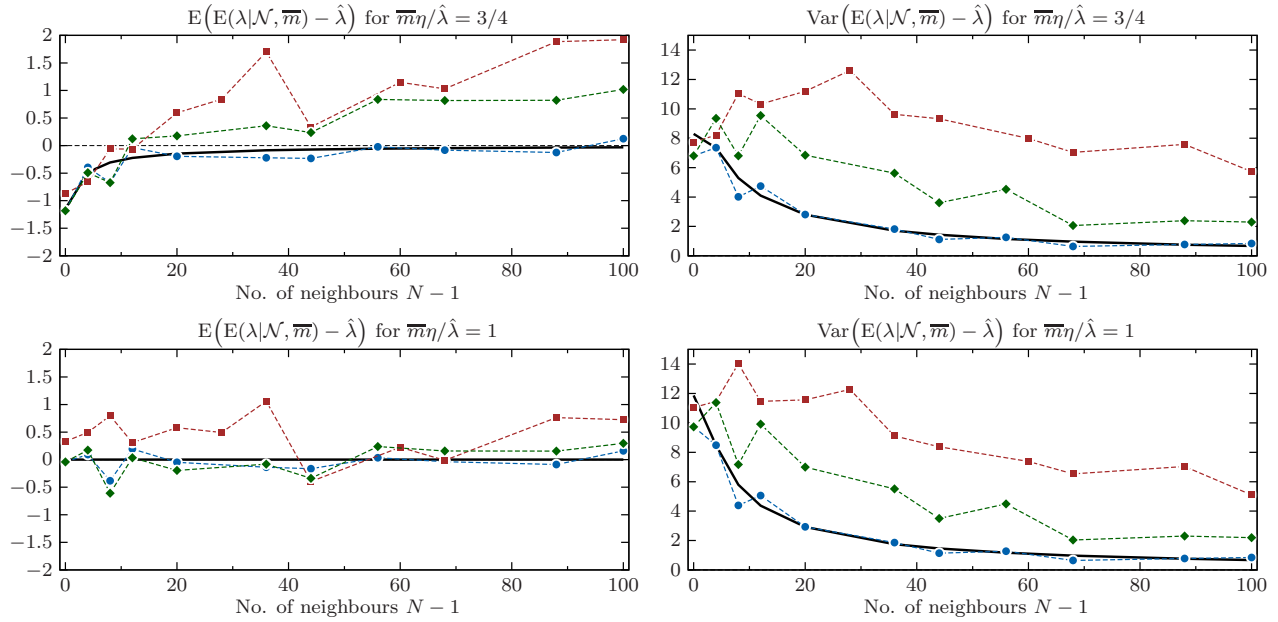 E(E(λ|𝒩, m̅) − λ̂) for m̅η/λ̂ = 3/4
2
1.5
1
0.5
0
−0.5
−1
−1.5
−2
0 20 40 60 80 100
No. of neighbours N − 1
Var(E(λ|𝒩, m̅) − λ̂) for m̅η/λ̂ = 3/4
14
12
10
8
6
4
2
0
0 20 40 60 80 100
No. of neighbours N − 1
E(E(λ|𝒩, m̅) − λ̂) for m̅η/λ̂ = 1
2
1.5
1
0.5
0
−0.5
−1
−1.5
−2
0 20 40 60 80 100
No. of neighbours N − 1
Var(E(λ|𝒩, m̅) − λ̂) for m̅η/λ̂ = 1
14
12
10
8
6
4
2
0
0 20 40 60 80 100
No. of neighbours N − 1